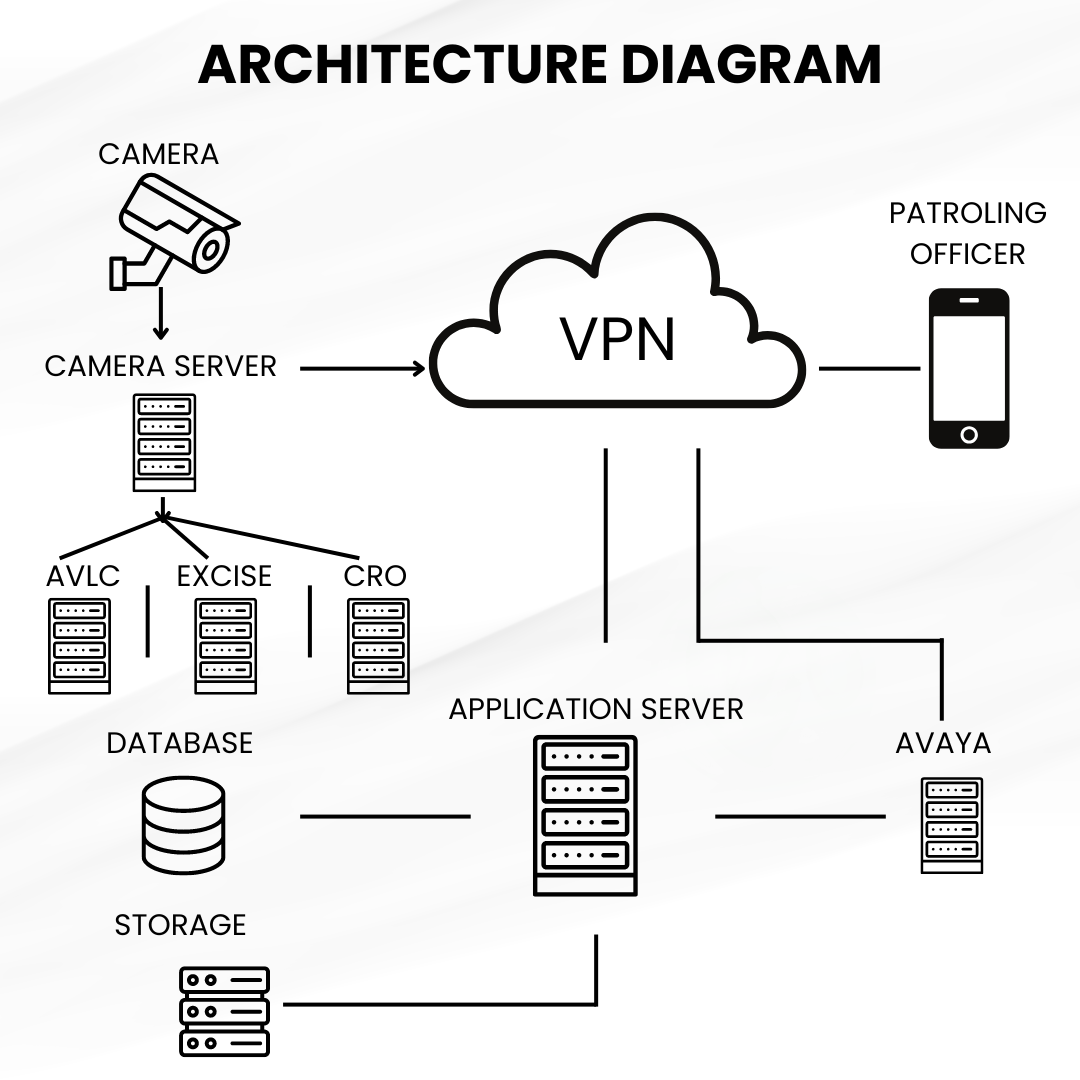 ARCHITECTURE DIAGRAM
CAMERA
PATROLING
OFFICER
VPN
CAMERA SERVER
AVLC
EXCISE
CRO
APPLICATION SERVER
DATABASE
AVAYA
STORAGE